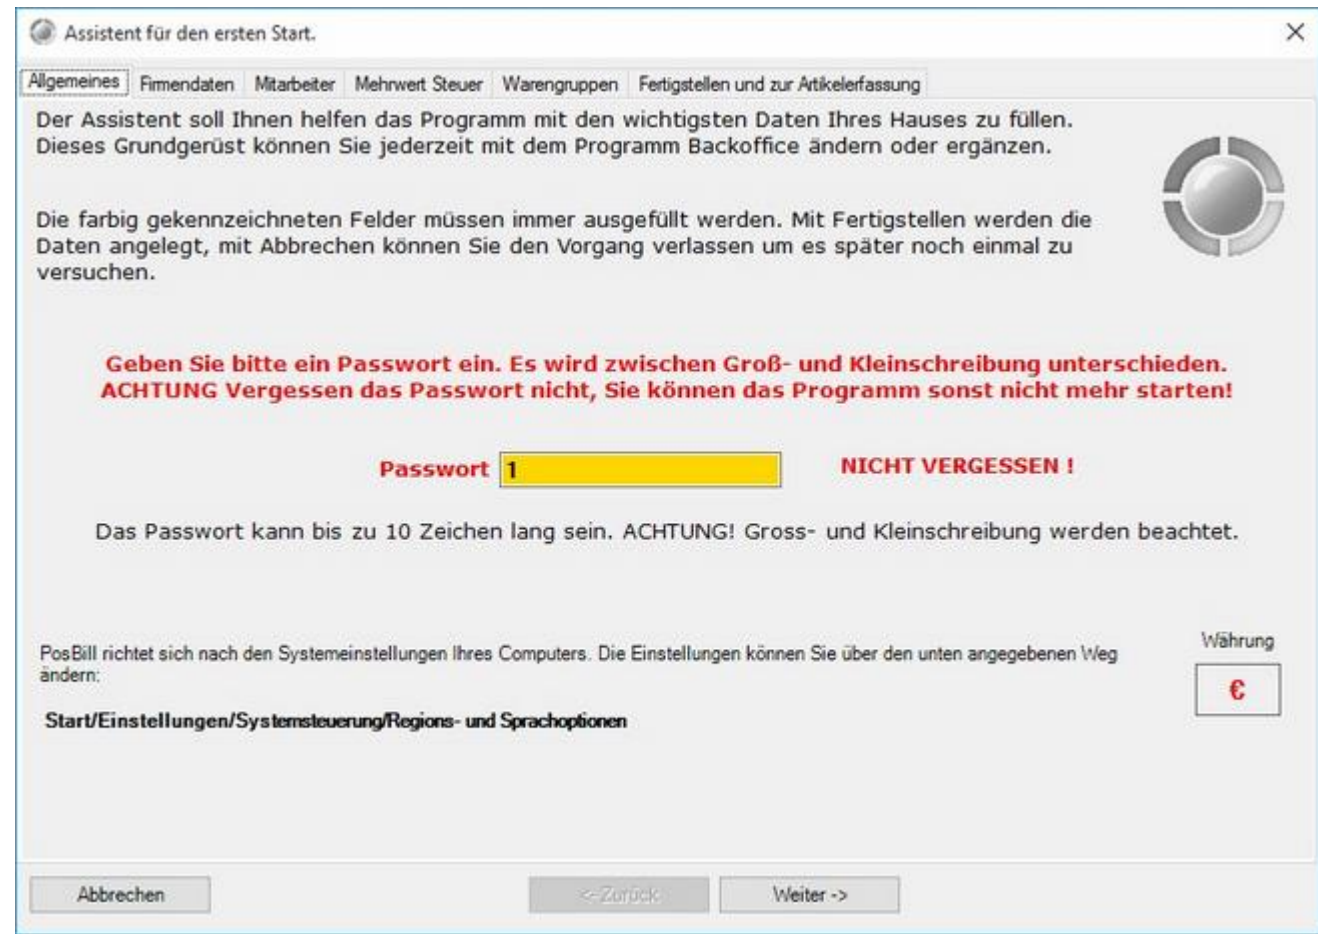 Assistent für den ersten Start.
Allgemeines Firmendaten Mitarbeiter Mehrwert Steuer Warengruppen Fertigstellen und zur Artikelerfassung
Der Assistent soll Ihnen helfen das Programm mit den wichtigsten Daten Ihres Hauses zu füllen.
Dieses Grundgerüst können Sie jederzeit mit dem Programm Backoffice ändern oder ergänzen.
Die farbig gekennzeichneten Felder müssen immer ausgefüllt werden. Mit Fertigstellen werden die
Daten angelegt, mit Abbrechen können Sie den Vorgang verlassen um es später noch einmal zu
versuchen.
Geben Sie bitte ein Passwort ein. Es wird zwischen Groß- und Kleinschreibung unterschieden.
ACHTUNG Vergessen das Passwort nicht, Sie können das Programm sonst nicht mehr starten!
Passwort 1 NICHT VERGESSEN !
Das Passwort kann bis zu 10 Zeichen lang sein. ACHTUNG! Gross- und Kleinschreibung werden beachtet.
Währung
PosBill richtet sich nach den Systemeinstellungen Ihres Computers. Die Einstellungen können Sie über den unten angegebenen Weg
ändern:
€
Start/Einstellungen/Systemsteuerung/Regions- und Sprachoptionen
Abbrechen <-Zurück Weiter ->